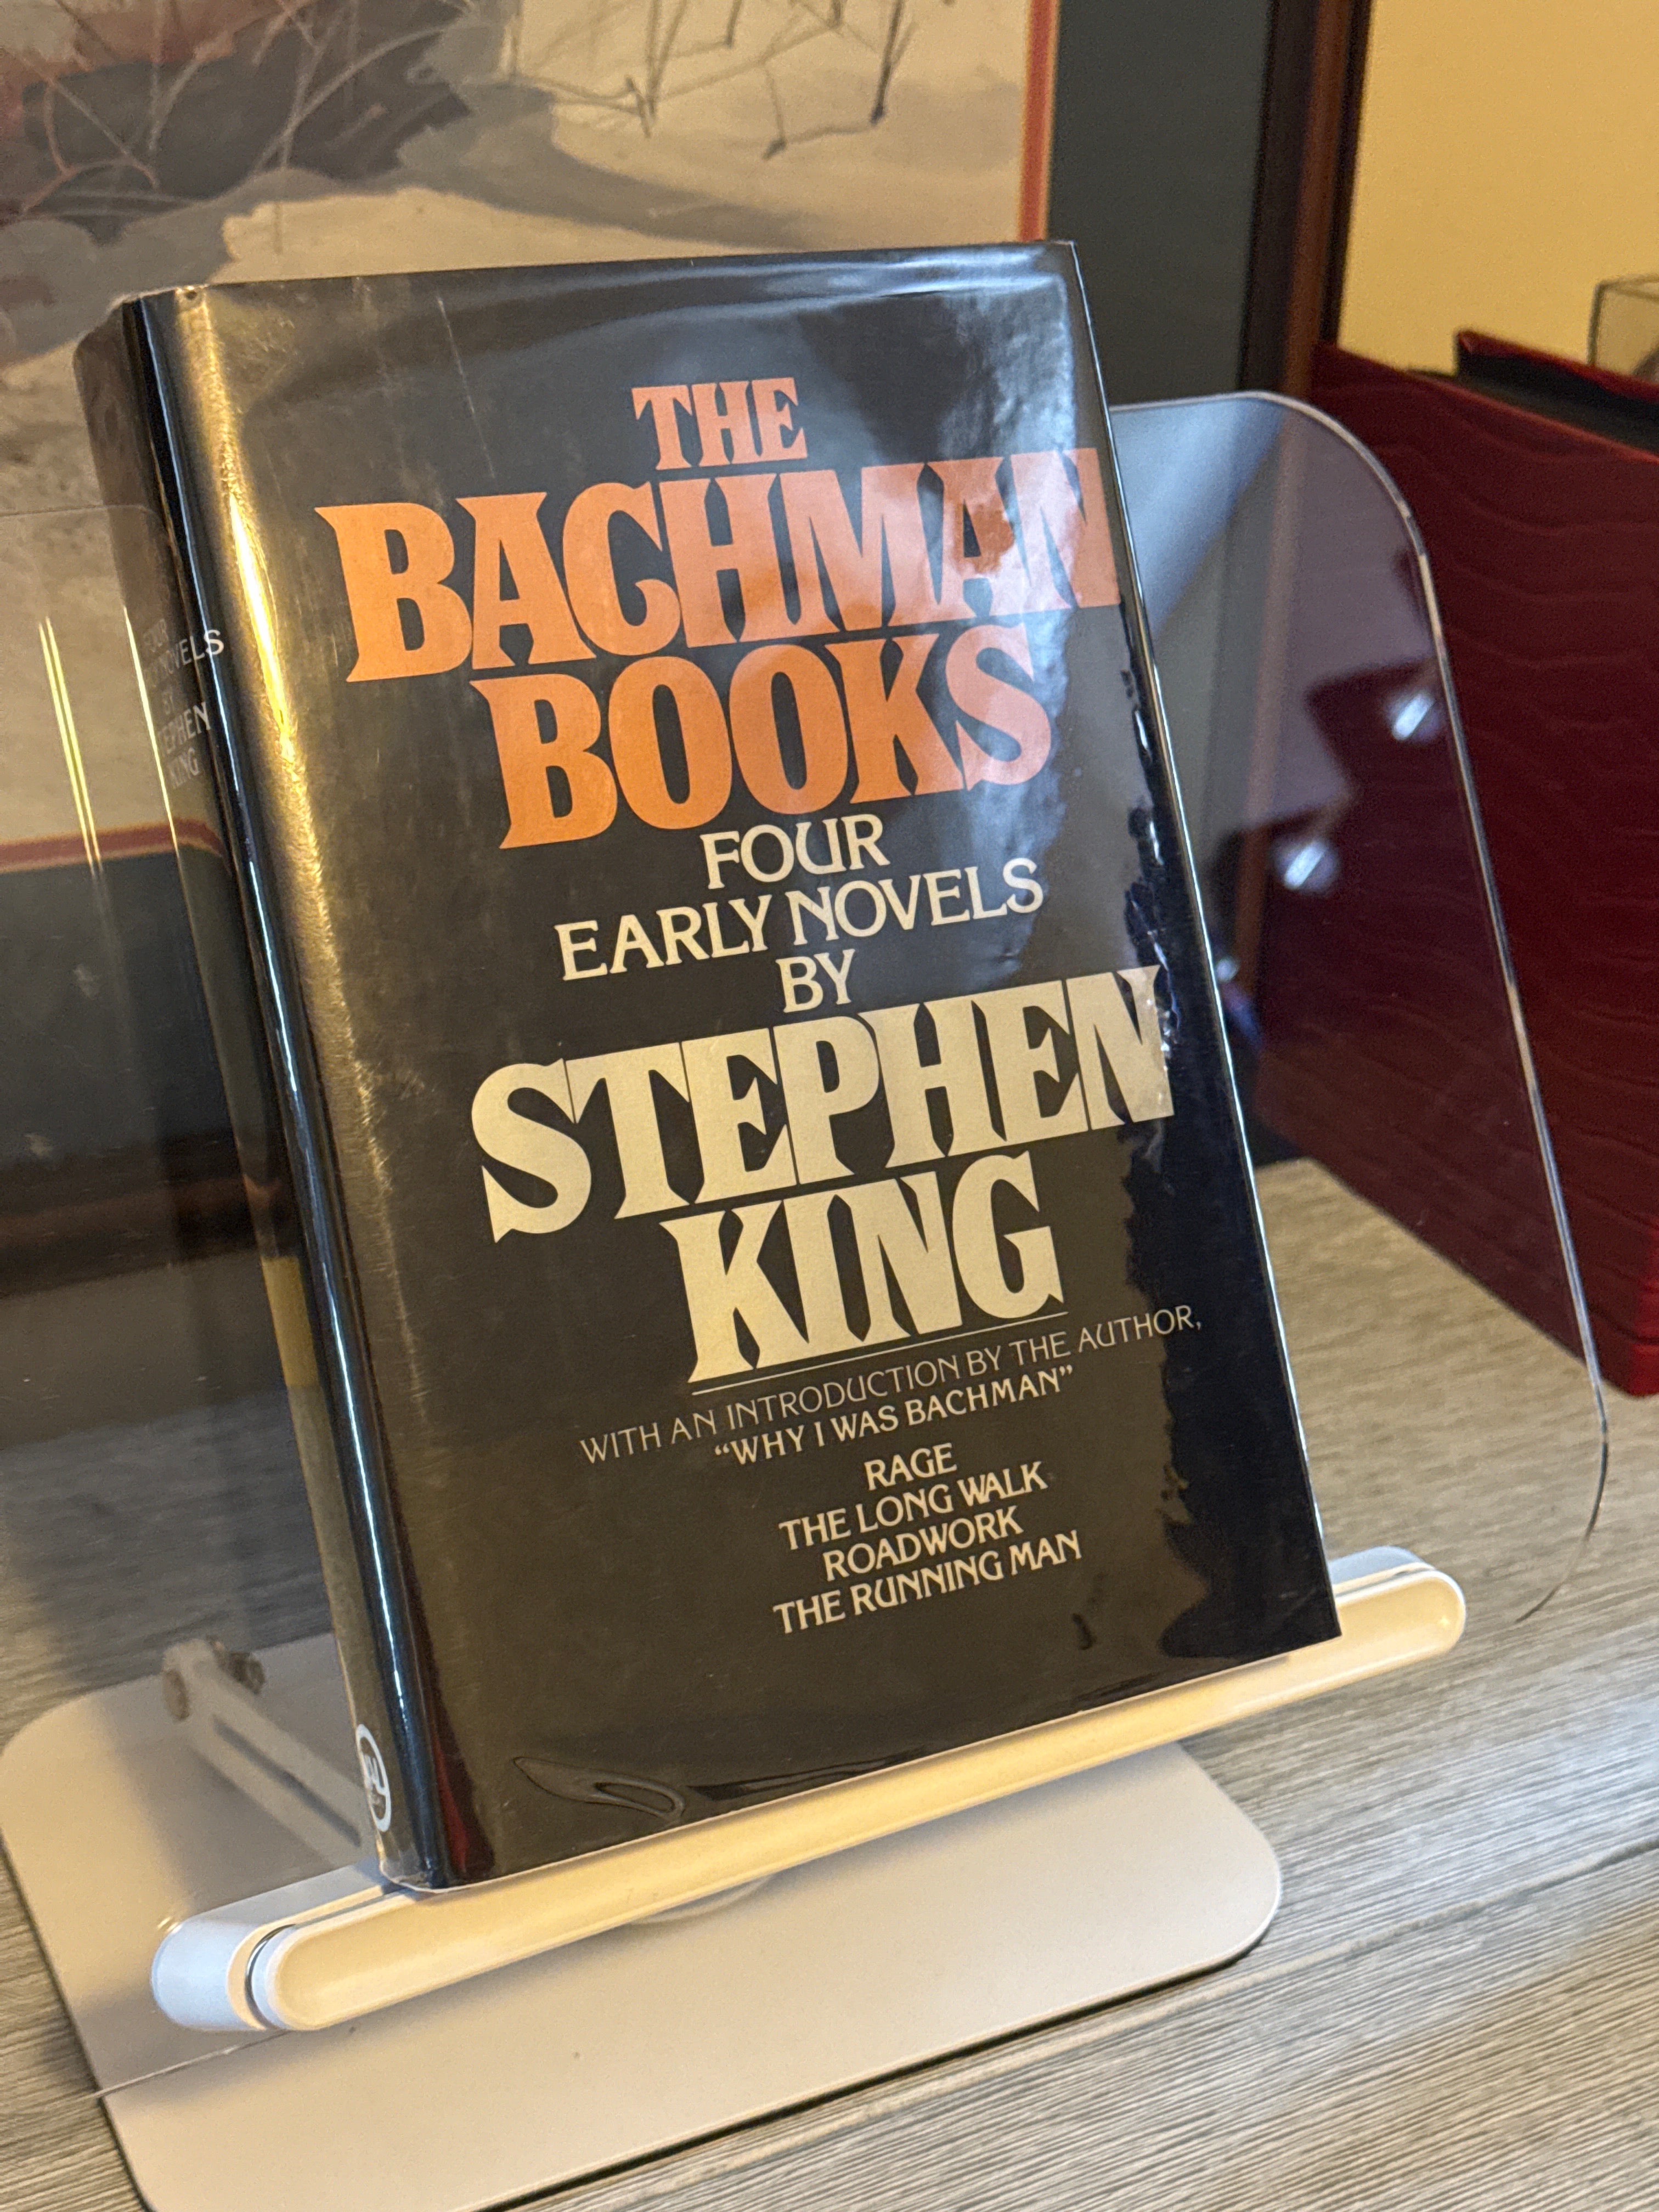 THE
BACHMAN
BOOKS
FOUR
EARLY NOVELS
BY
STEPHEN
KING
WITH AN INTRODUCTION BY THE AUTHOR,
“WHY I WAS BACHMAN”
RAGE
THE LONG WALK
ROADWORK
THE RUNNING MAN
FOUR
NOVELS
BY
STEPHEN
KING